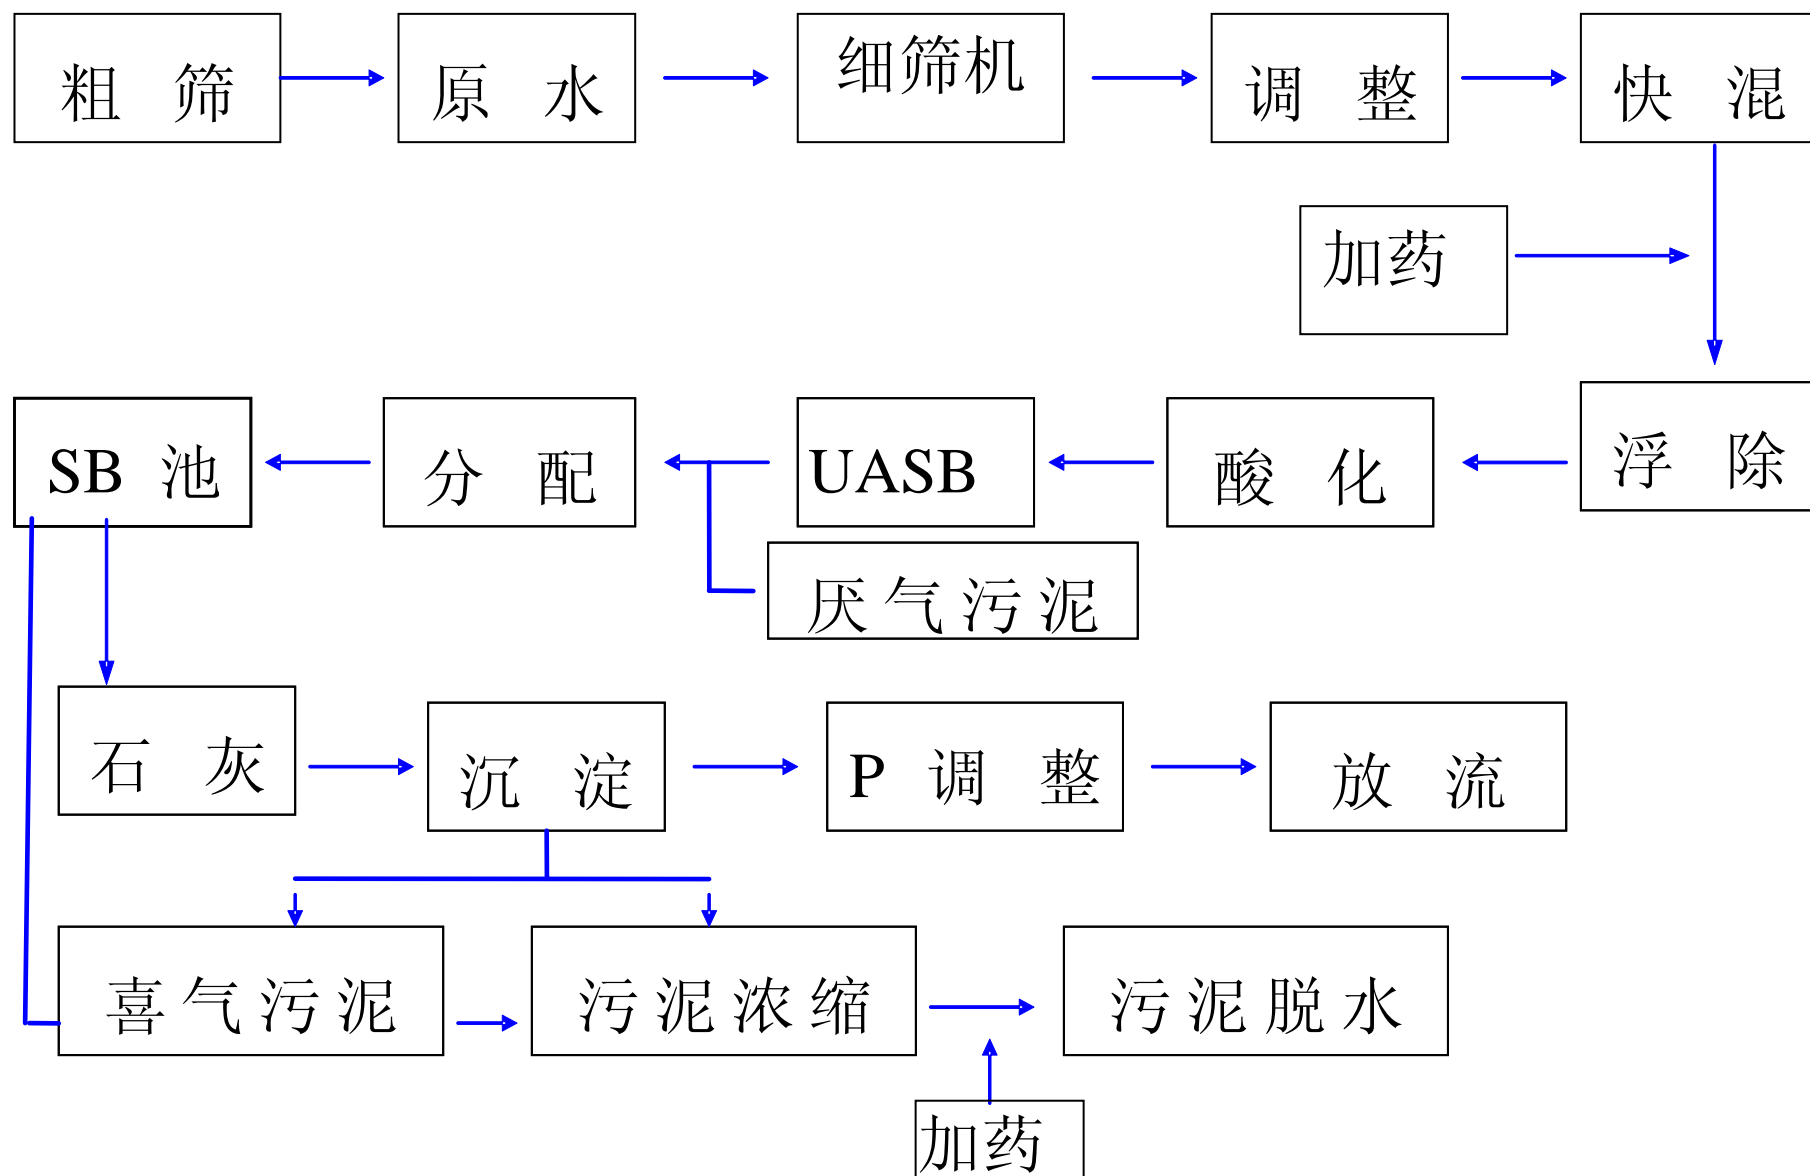 粗 筛
原 水
细筛机
调 整
快 混
加药
SB 池
分 配
UASB
酸 化
浮 除
厌气污泥
石 灰
沉 淀
P 调 整
放 流
喜气污泥
污泥浓缩
污泥脱水
加药